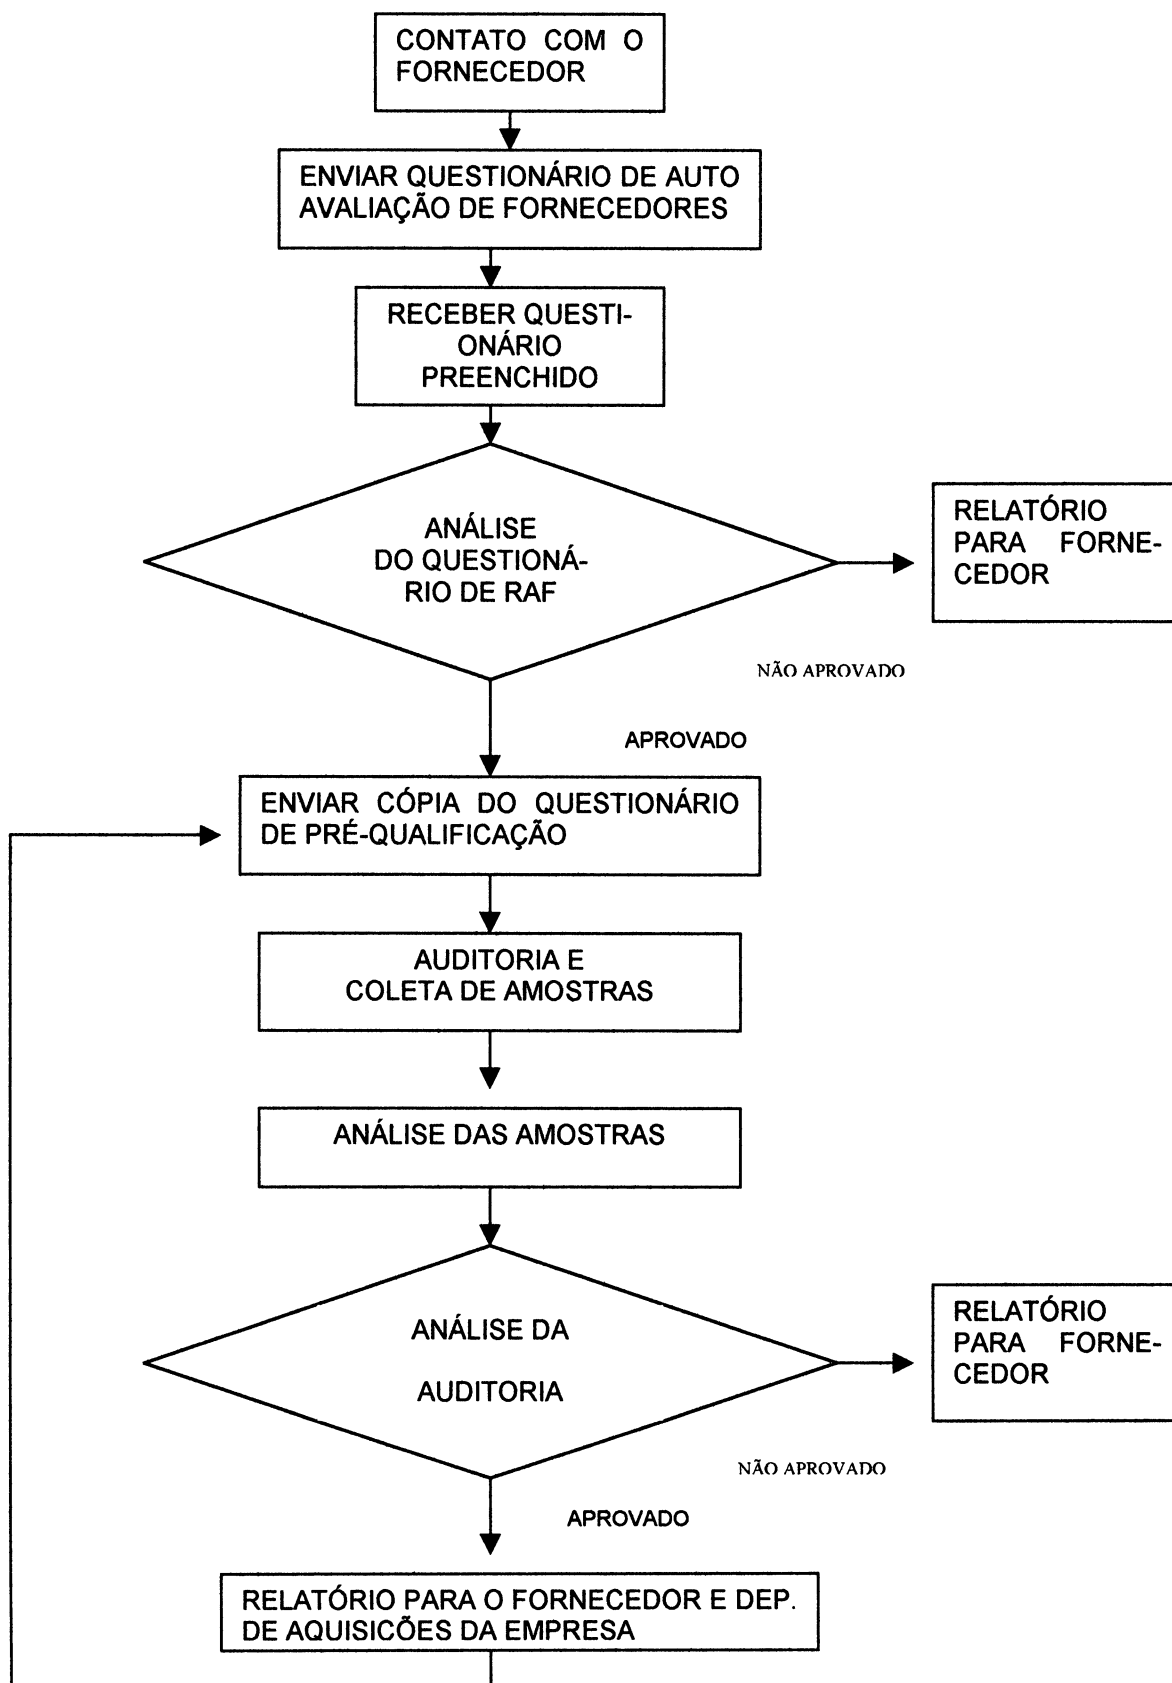 CONTATO COM O
FORNECEDOR
ENVIAR QUESTIONÁRIO DE AUTO
AVALIAÇÃO DE FORNECEDORES
RECEBER QUESTI-
ONÁRIO
PREENCHIDO
ANÁLISE
DO QUESTIONÁ-
RIO DE RAF
RELATÓRIO
PARA FORNE-
CEDOR
NÃO APROVADO
APROVADO
ENVIAR CÓPIA DO QUESTIONÁRIO
DE PRÉ-QUALIFICAÇÃO
AUDITORIA E
COLETA DE AMOSTRAS
ANÁLISE DAS AMOSTRAS
ANÁLISE DA
AUDITORIA
RELATÓRIO
PARA FORNE-
CEDOR
NÃO APROVADO
APROVADO
RELATÓRIO PARA O FORNECEDOR E DEP.
DE AQUISICÕES DA EMPRESA